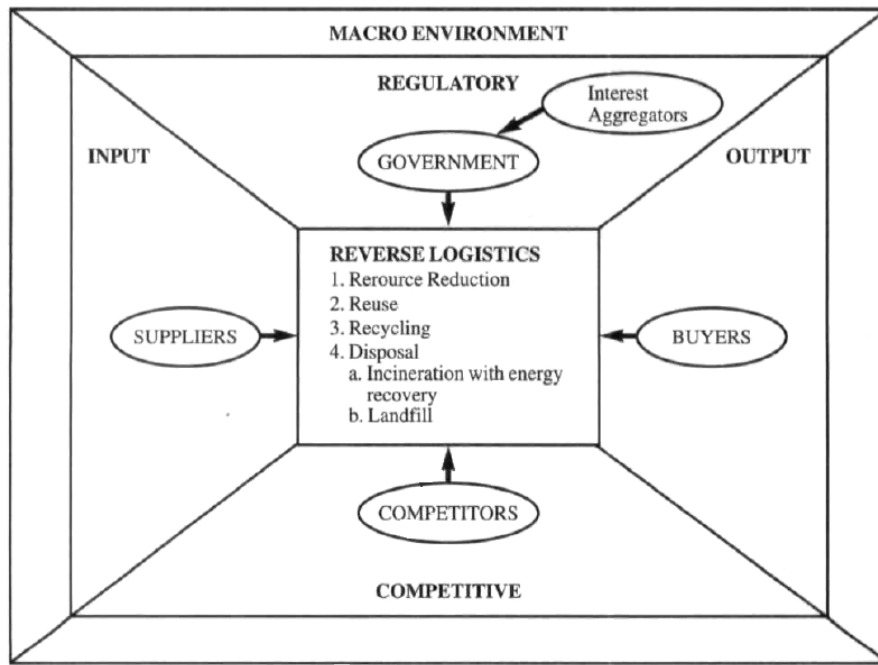 MACRO ENVIRONMENT
REGULATORY
Interest
Aggregators
INPUT
GOVERNMENT
OUTPUT
REVERSE LOGISTICS
1. Rerource Reduction
2. Reuse
3. Recycling
4. Disposal
a. Incineration with energy
recovery
b. Landfill
SUPPLIERS
BUYERS
COMPETITORS
COMPETITIVE